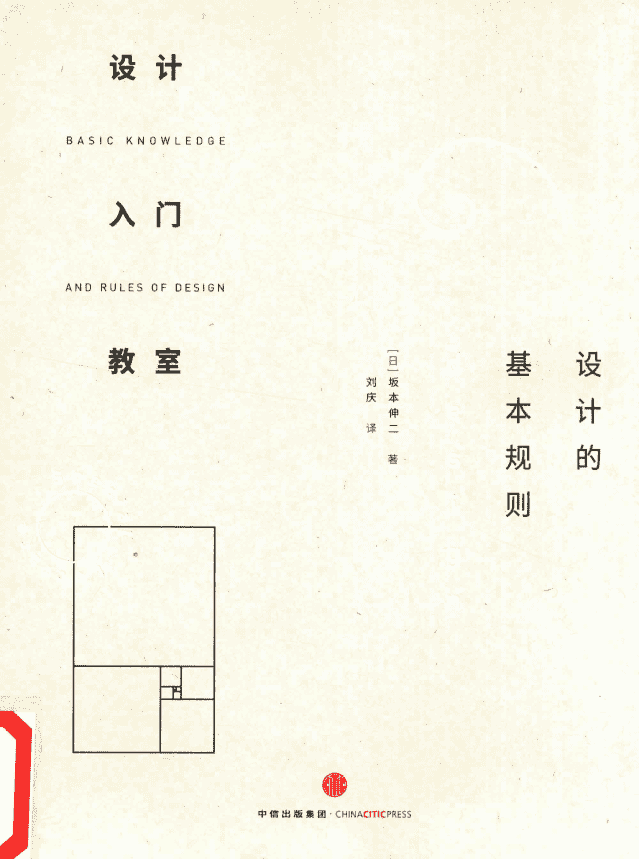 设计
BASIC KNOWLEDGE
入门
AND RULES OF DESIGN
教室
设计的
基本规则
[日]坂本伸二 著
刘庆 译
中信出版集团·CHINACITICPRESS